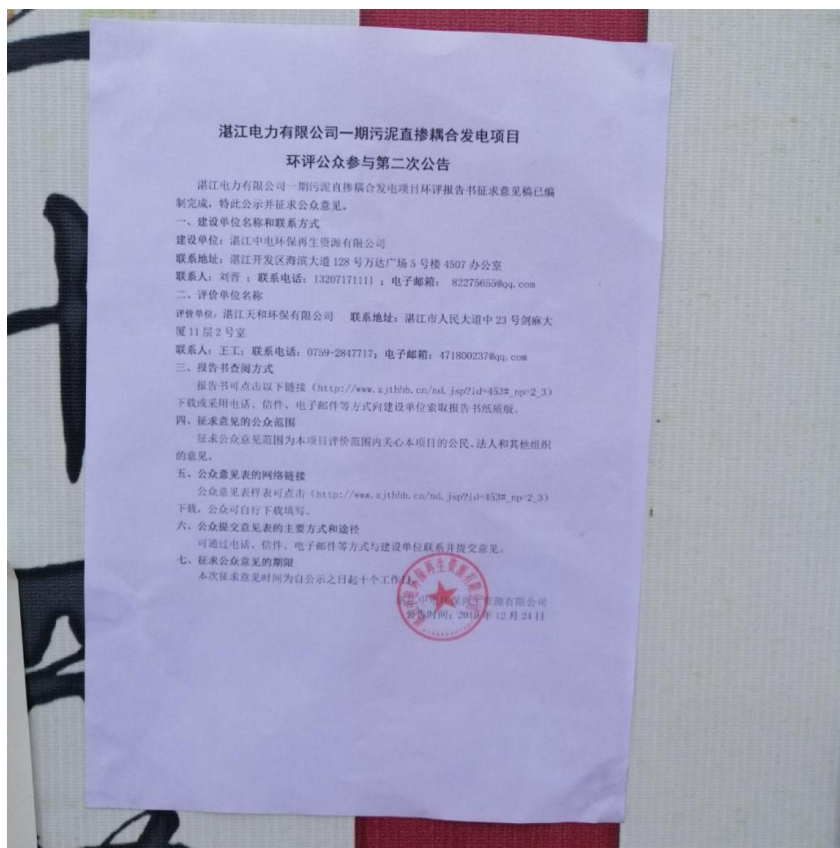 湛江电力有限公司一期污泥直掺耦合发电项目
环评公众参与第二次公告
湛江电力有限公司一期污泥直掺耦合发电项目环评报告书征求意见稿已编
制完成，特此公示并征求公众意见。
一、建设单位名称和联系方式
建设单位：湛江中电环保再生资源有限公司
联系地址：湛江开发区海滨大道128号万达广场5号楼4507办公室
联系人：刘晋；联系电话：13207171111；电子邮箱： 82275655@qq.com
二、评价单位名称
评价单位：湛江天和环保有限公司 联系地址：湛江市人民大道中23号剑麻大
厦11层2号室
联系人：王工；联系电话：0759-2847717；电子邮箱：471800237@qq.com
三、报告书查阅方式
报告书可点击以下链接（http://www.zjthhb.cn/nd.jsp?id=453#_np=2_3）
下载或采用电话、信件、电子邮件等方式向建设单位索取报告书纸质版。
四、征求意见的公众范围
征求公众意见范围为本项目评价范围内关心本项目的公民、法人和其他组织
的意见。
五、公众意见表的网络链接
公众意见表样表可点击（http://www.zjthhb.cn/nd.jsp?id=453#_np=2_3）
下载，公众可自行下载填写。
六、公众提交意见表的主要方式和途径
可通过电话、信件、电子邮件等方式与建设单位联系并提交意见。
七、征求公众意见的期限
本次征求意见时间为自公示之日起十个工作日。
湛江中电环保再生资源有限公司
公告时间：2019年12月24日